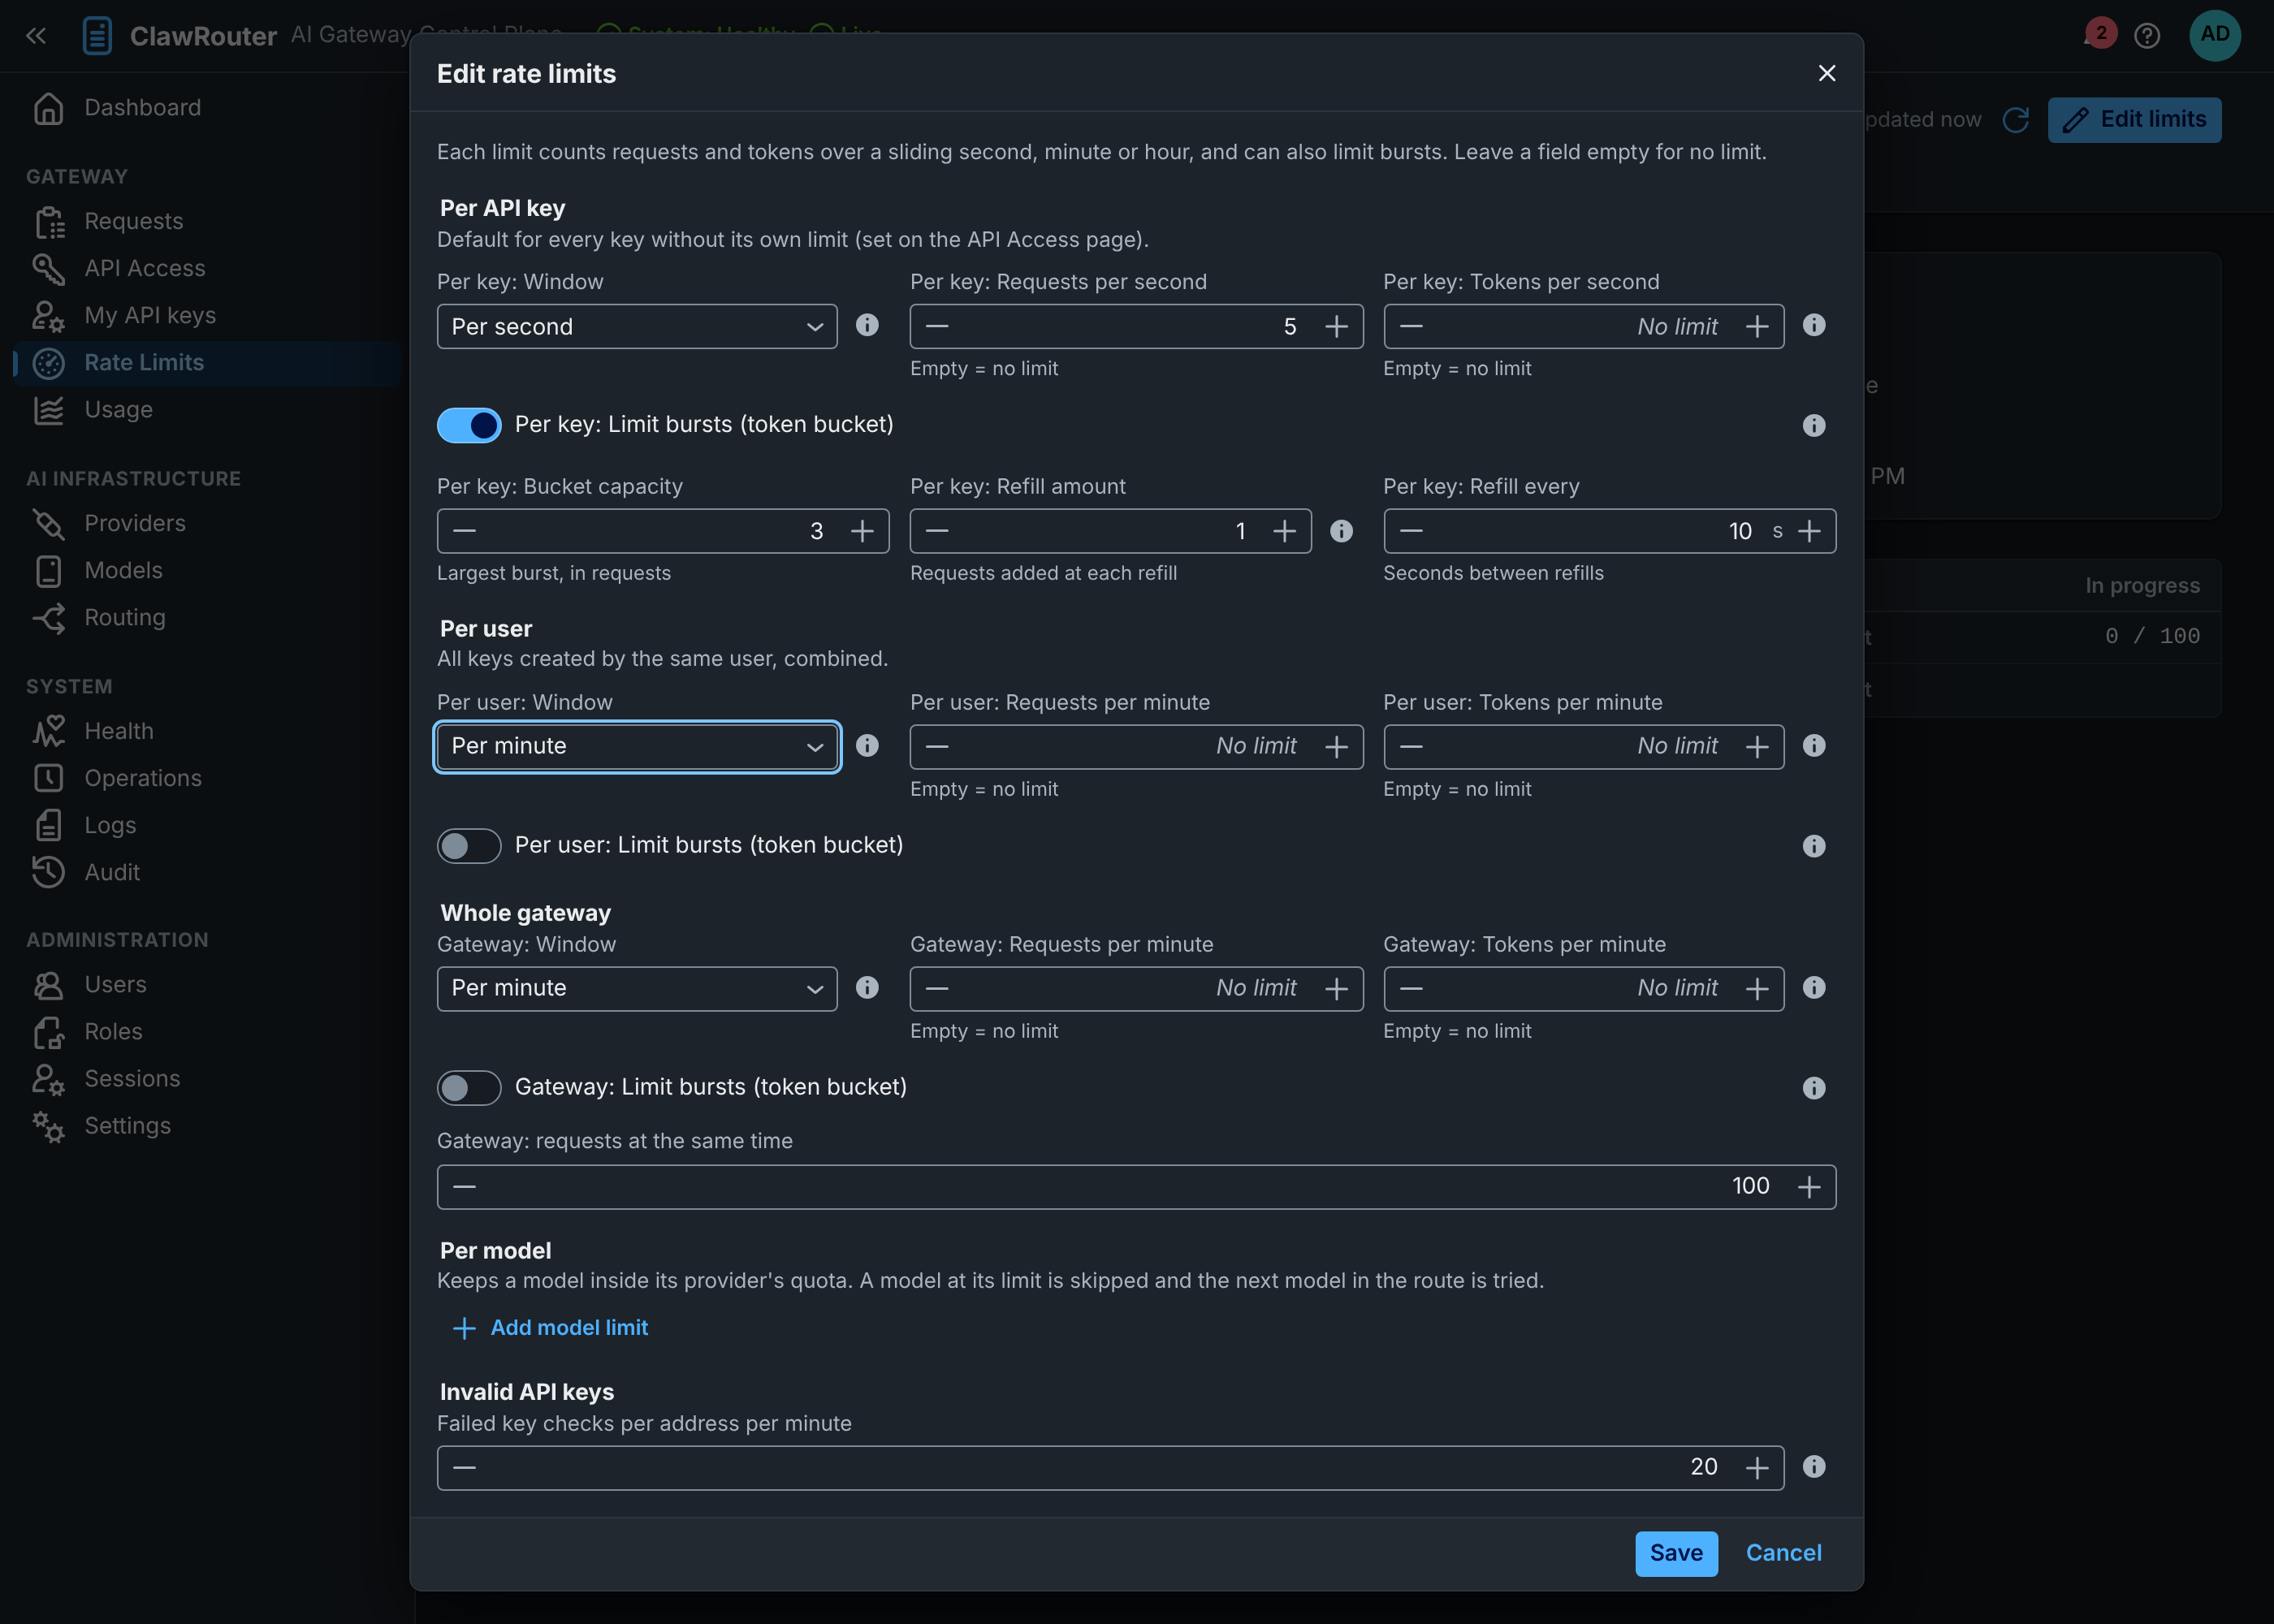 ClawRouter AI Gateway Control Plane System: Healthy Live
2
AD
Dashboard
GATEWAY
Requests
API Access
My API keys
Rate Limits
Usage
AI INFRASTRUCTURE
Providers
Models
Routing
SYSTEM
Health
Operations
Logs
Audit
ADMINISTRATION
Users
Roles
Sessions
Settings
pdated now
Edit limits
PM
In progress
0 / 100
Edit rate limits
Each limit counts requests and tokens over a sliding second, minute or hour, and can also limit bursts. Leave a field empty for no limit.
Per API key
Default for every key without its own limit (set on the API Access page).
Per key: Window Per key: Requests per second Per key: Tokens per second
Per second 5 No limit
Empty = no limit Empty = no limit
Per key: Limit bursts (token bucket)
Per key: Bucket capacity Per key: Refill amount Per key: Refill every
3 1 10 s
Largest burst, in requests Requests added at each refill Seconds between refills
Per user
All keys created by the same user, combined.
Per user: Window Per user: Requests per minute Per user: Tokens per minute
Per minute No limit No limit
Empty = no limit Empty = no limit
Per user: Limit bursts (token bucket)
Whole gateway
Gateway: Window Gateway: Requests per minute Gateway: Tokens per minute
Per minute No limit No limit
Empty = no limit Empty = no limit
Gateway: Limit bursts (token bucket)
Gateway: requests at the same time
100
Per model
Keeps a model inside its provider's quota. A model at its limit is skipped and the next model in the route is tried.
Add model limit
Invalid API keys
Failed key checks per address per minute
20
Save Cancel